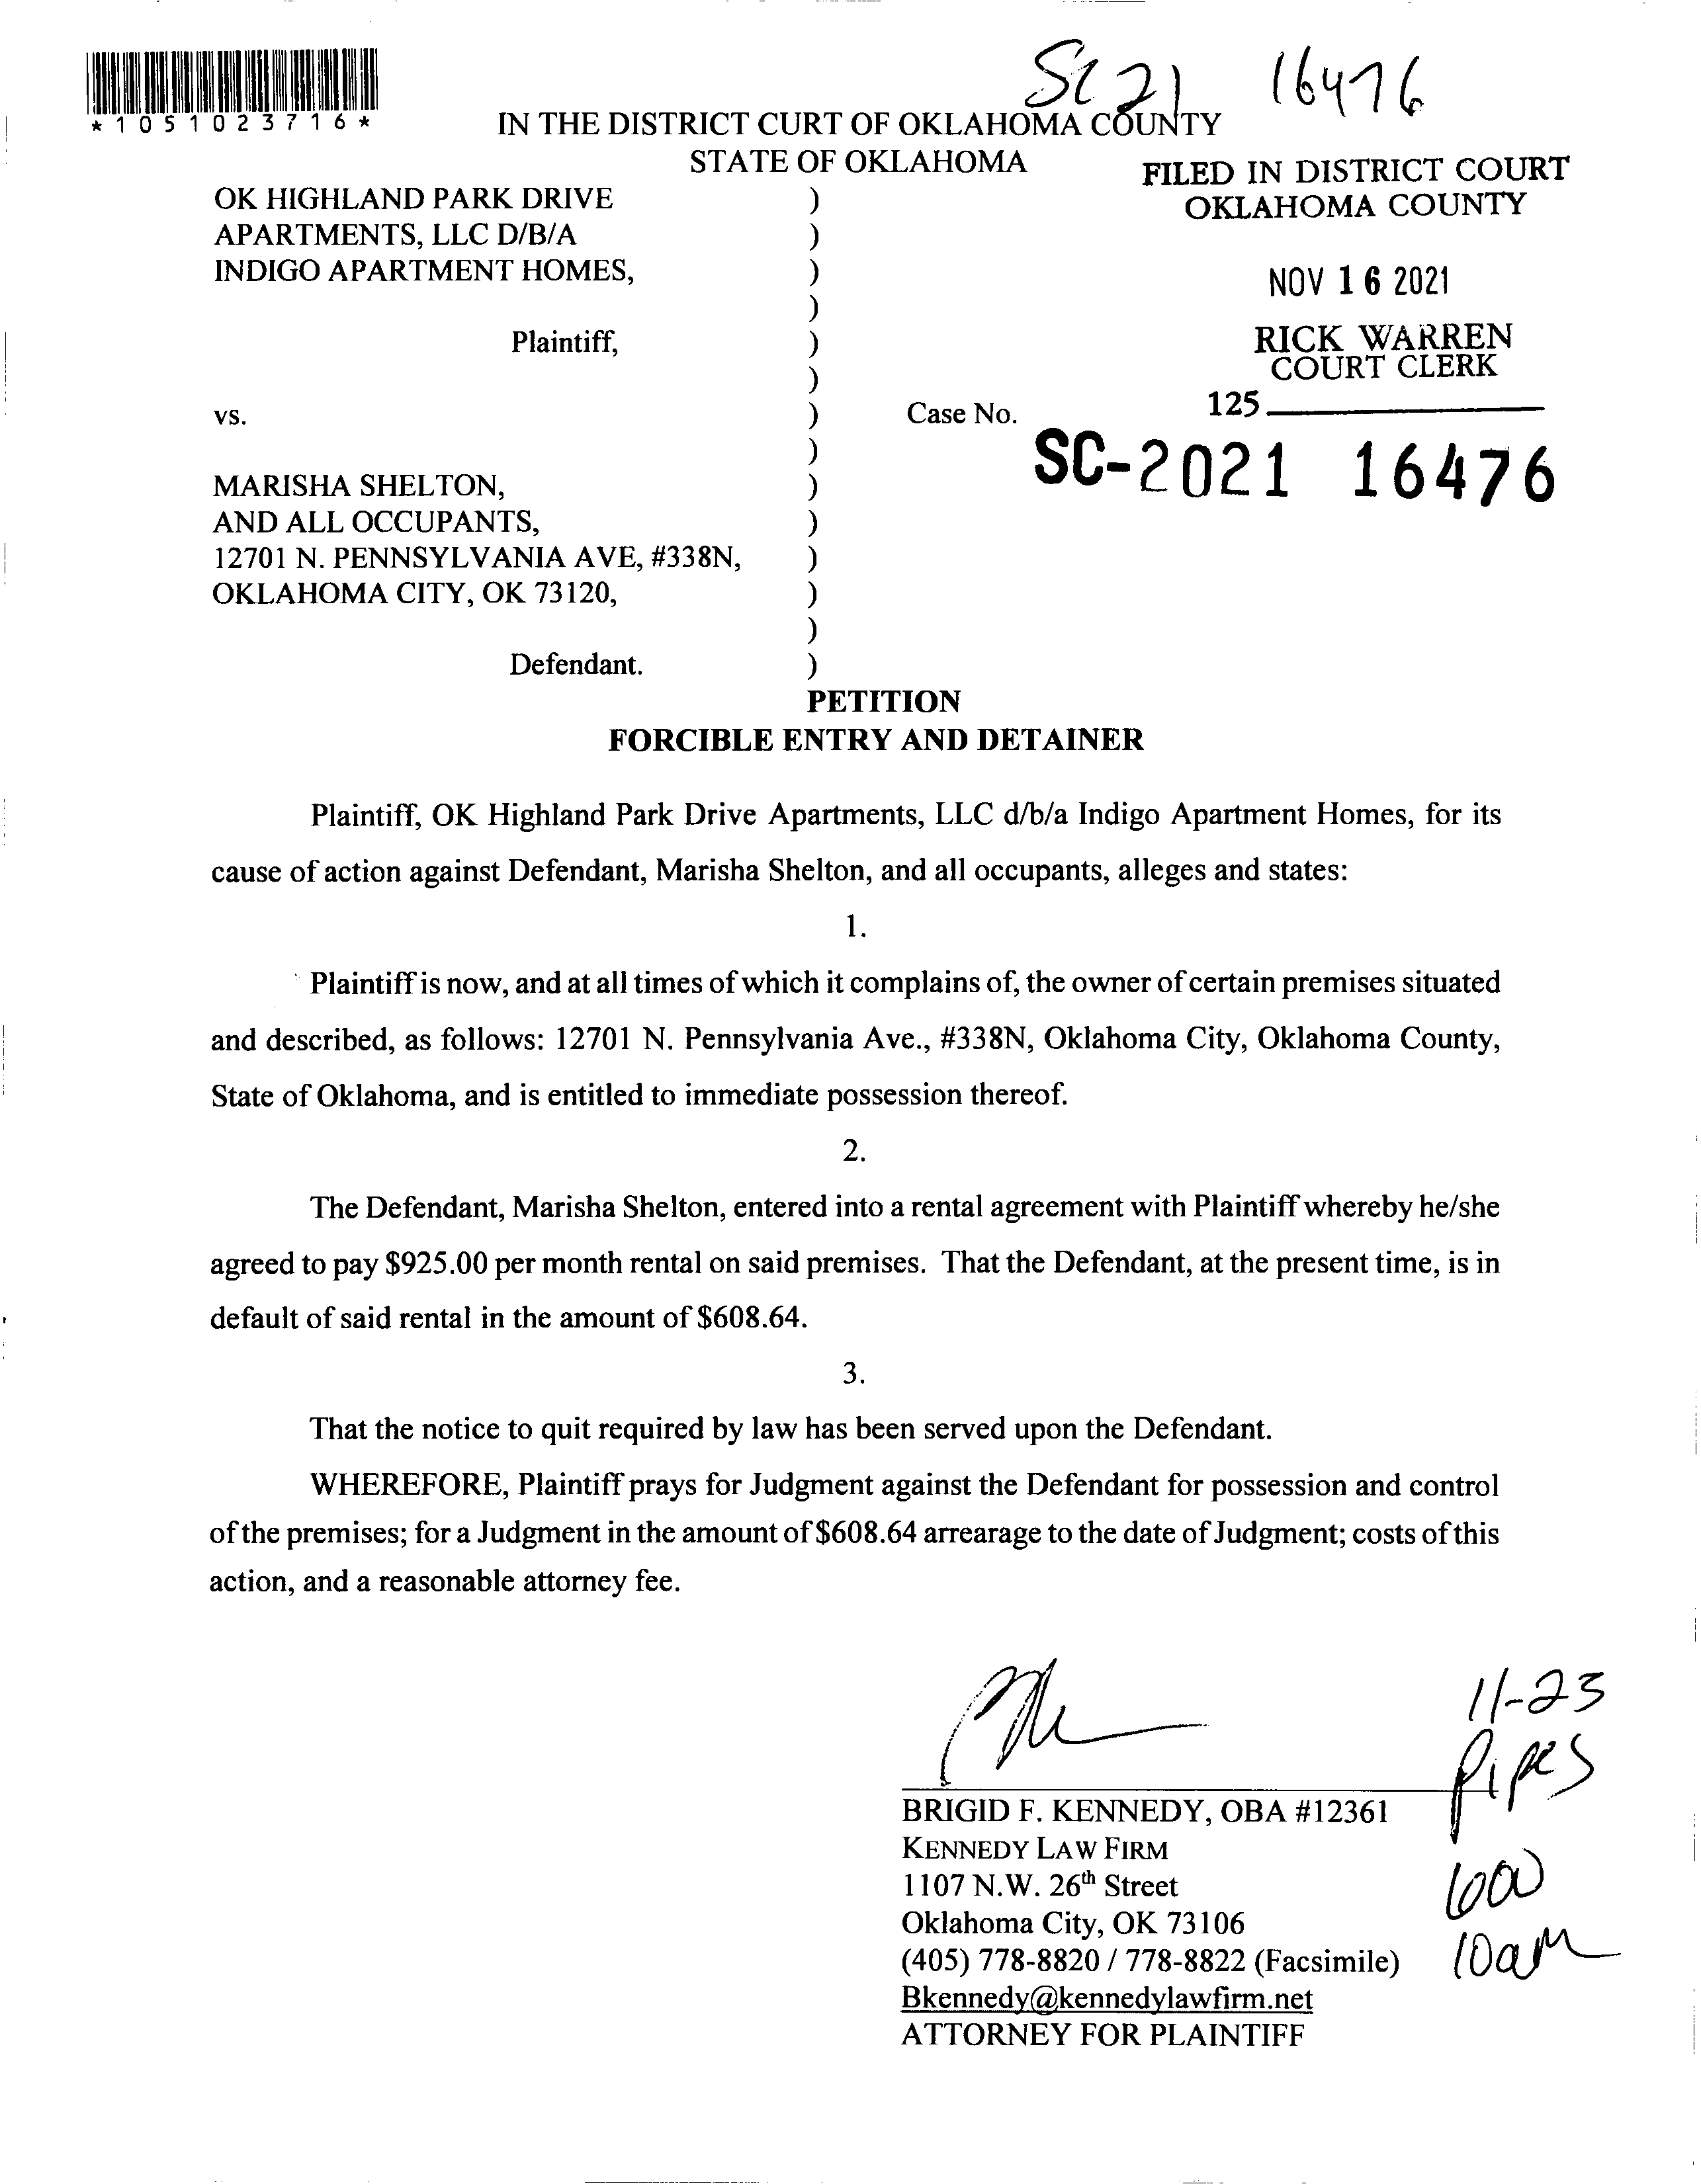 SC 21 16476
*1051023716*
IN THE DISTRICT CURT OF OKLAHOMA COUNTY
STATE OF OKLAHOMA
FILED IN DISTRICT COURT
OKLAHOMA COUNTY
NOV 16 2021
RICK WARREN
COURT CLERK
125
OK HIGHLAND PARK DRIVE )
APARTMENTS, LLC D/B/A )
INDIGO APARTMENT HOMES, )
)
Plaintiff, )
)
vs. ) Case No.
SC-2021 16476
)
MARISHA SHELTON, )
AND ALL OCCUPANTS, )
12701 N. PENNSYLVANIA AVE, #338N, )
OKLAHOMA CITY, OK 73120, )
)
Defendant. )
PETITION
FORCIBLE ENTRY AND DETAINER
Plaintiff, OK Highland Park Drive Apartments, LLC d/b/a Indigo Apartment Homes, for its
cause of action against Defendant, Marisha Shelton, and all occupants, alleges and states:
1.
Plaintiff is now, and at all times of which it complains of, the owner of certain premises situated
and described, as follows: 12701 N. Pennsylvania Ave., #338N, Oklahoma City, Oklahoma County,
State of Oklahoma, and is entitled to immediate possession thereof.
2.
The Defendant, Marisha Shelton, entered into a rental agreement with Plaintiff whereby he/she
agreed to pay $925.00 per month rental on said premises. That the Defendant, at the present time, is in
default of said rental in the amount of $608.64.
3.
That the notice to quit required by law has been served upon the Defendant.
WHEREFORE, Plaintiff prays for Judgment against the Defendant for possession and control
of the premises; for a Judgment in the amount of $608.64 arrearage to the date of Judgment; costs of this
action, and a reasonable attorney fee.
BRIGID F. KENNEDY, OBA #12361
KENNEDY LAW FIRM
1107 N.W. 26th Street
Oklahoma City, OK 73106
(405) 778-8820 / 778-8822 (Facsimile)
Bkennedy@kennedylawfirm.net
ATTORNEY FOR PLAINTIFF
11-23
Pipes
10am